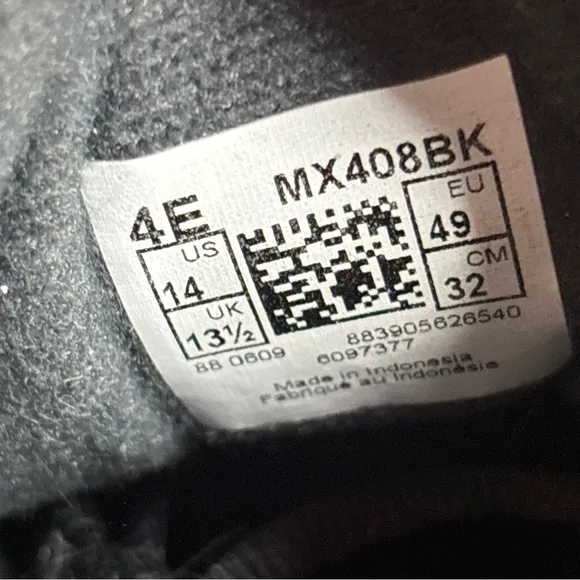 MX408BK
4E
US
14
UK
13½
EU
49
CM
32
883905626540
88 0609 6097377
Made in Indonesia
Fabriqué au Indonésie